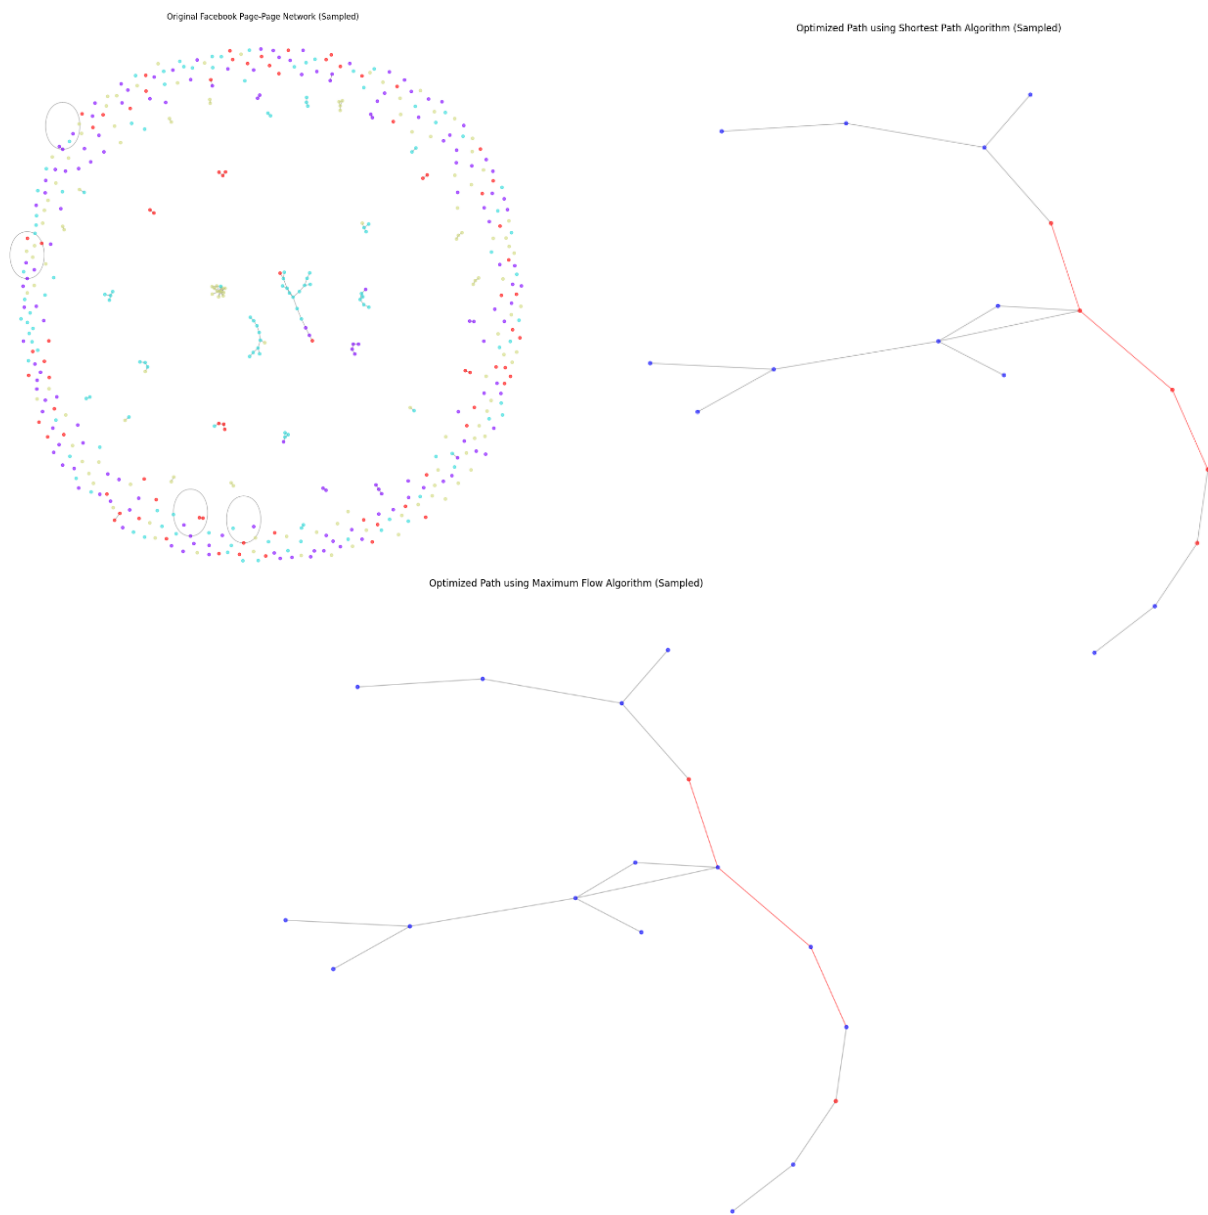 Original Facebook Page-Page Network (Sampled)
Optimized Path using Shortest Path Algorithm (Sampled)
Optimized Path using Maximum Flow Algorithm (Sampled)